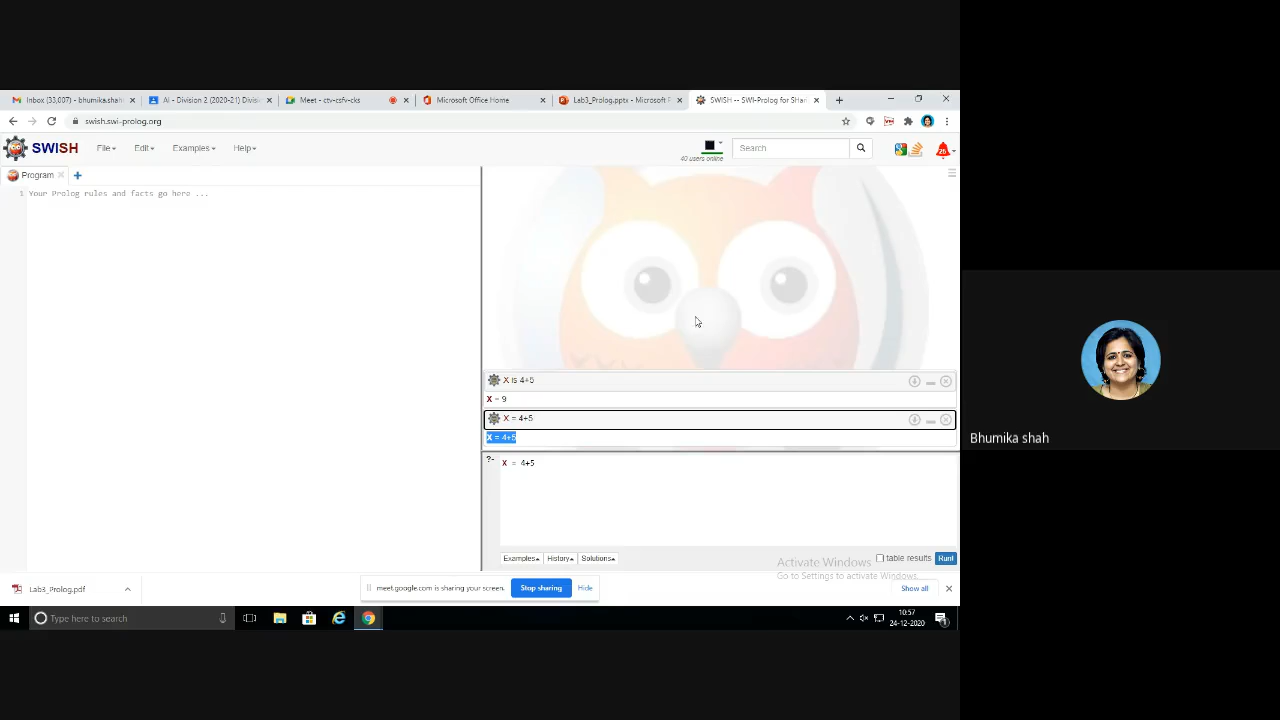 Inbox (33,007) - bhumika.shah
AI - Division 2 (2020-21) Divisi
Meet - ctv-csfv-cks
Microsoft Office Home
Lab3_Prolog.pptx - Microsoft P
SWISH -- SWI-Prolog for SHar
swish.swi-prolog.org
SWISH
File
Edit
Examples
Help
40 users online
Search
Program
1 Your Prolog rules and facts go here ...
X is 4+5
X = 9
X = 4+5
X = 4+5
?- X = 4+5
Examples
History
Solutions
table results
Run!
Activate Windows
Go to Settings to activate Windows.
Lab3_Prolog.pdf
meet.google.com is sharing your screen.
Stop sharing
Hide
Show all
Type here to search
10:57
24-12-2020
Bhumika shah